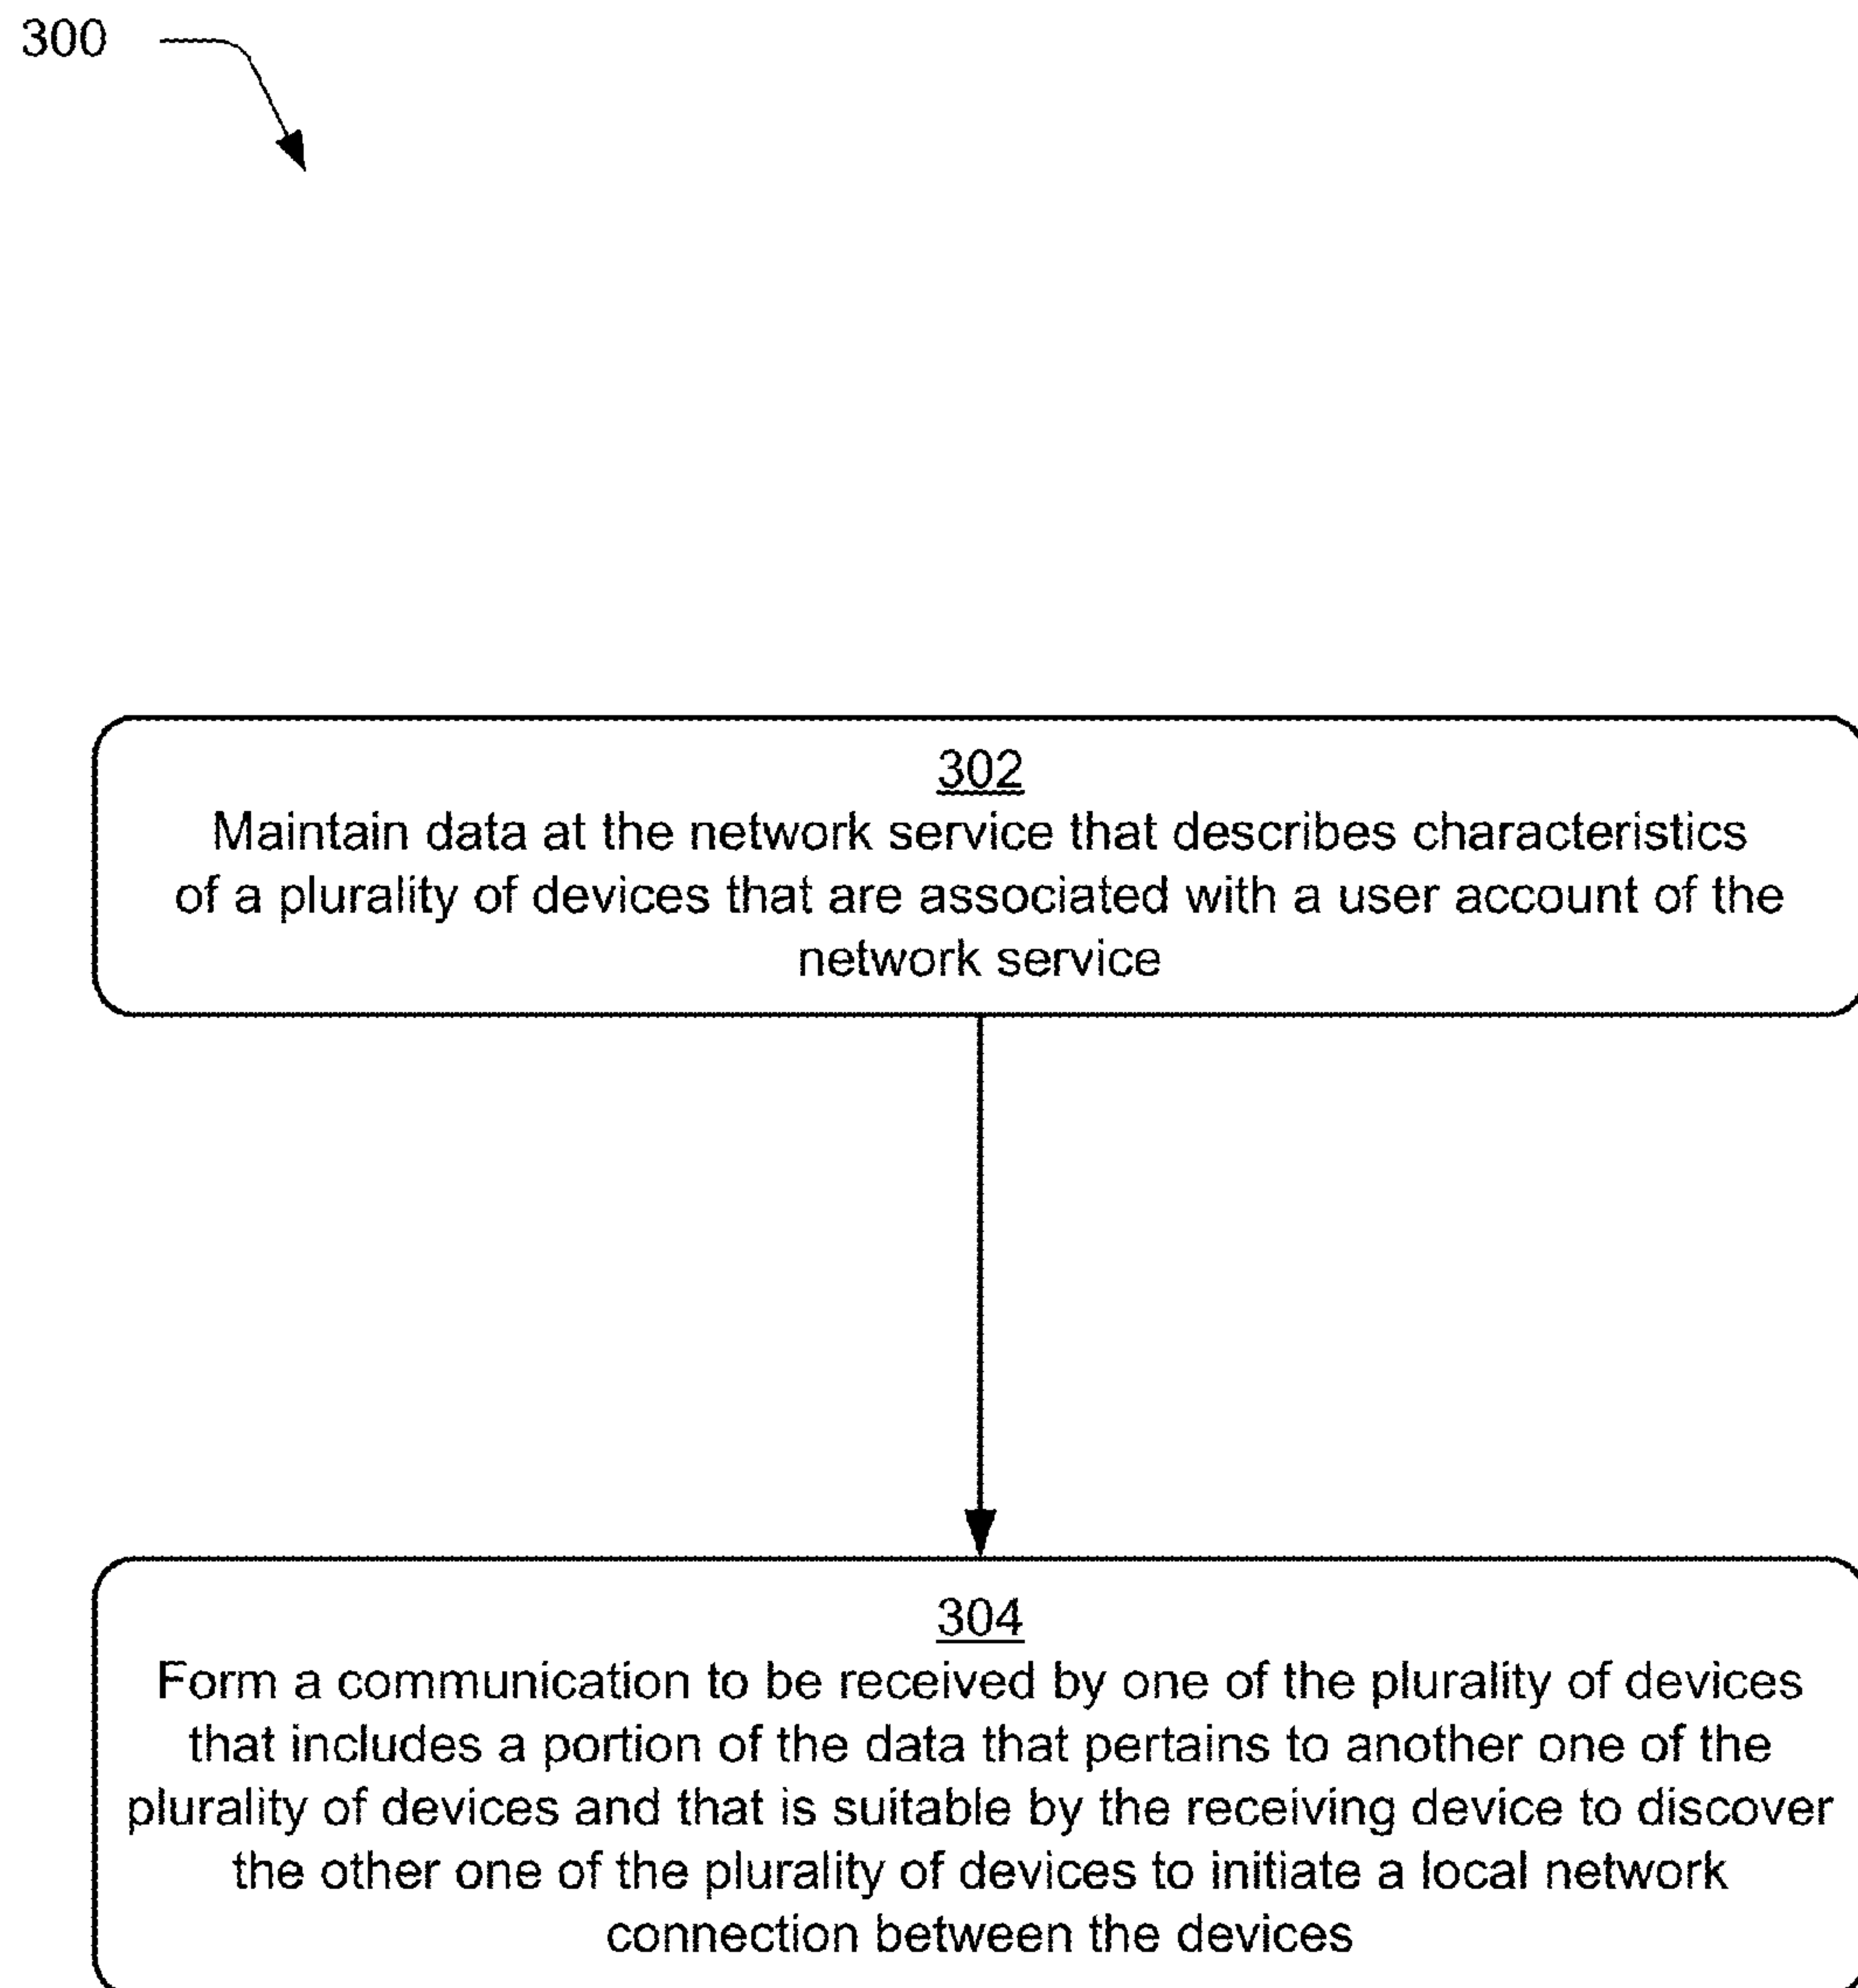 300
302
Maintain data at the network service that describes characteristics
of a plurality of devices that are associated with a user account of the
network service
304
Form a communication to be received by one of the plurality of devices
that includes a portion of the data that pertains to another one of the
plurality of devices and that is suitable by the receiving device to discover
the other one of the plurality of devices to initiate a local network
connection between the devices